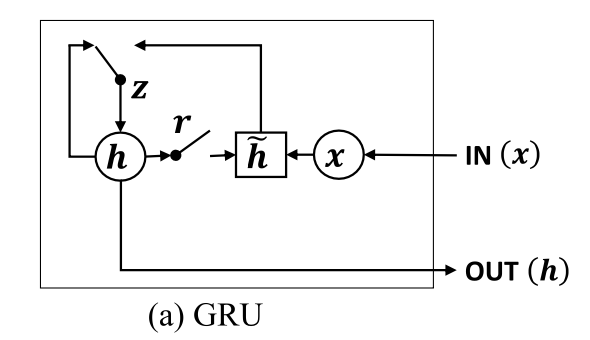 z
r
h
h̃
x
IN (x)
OUT (h)
(a) GRU